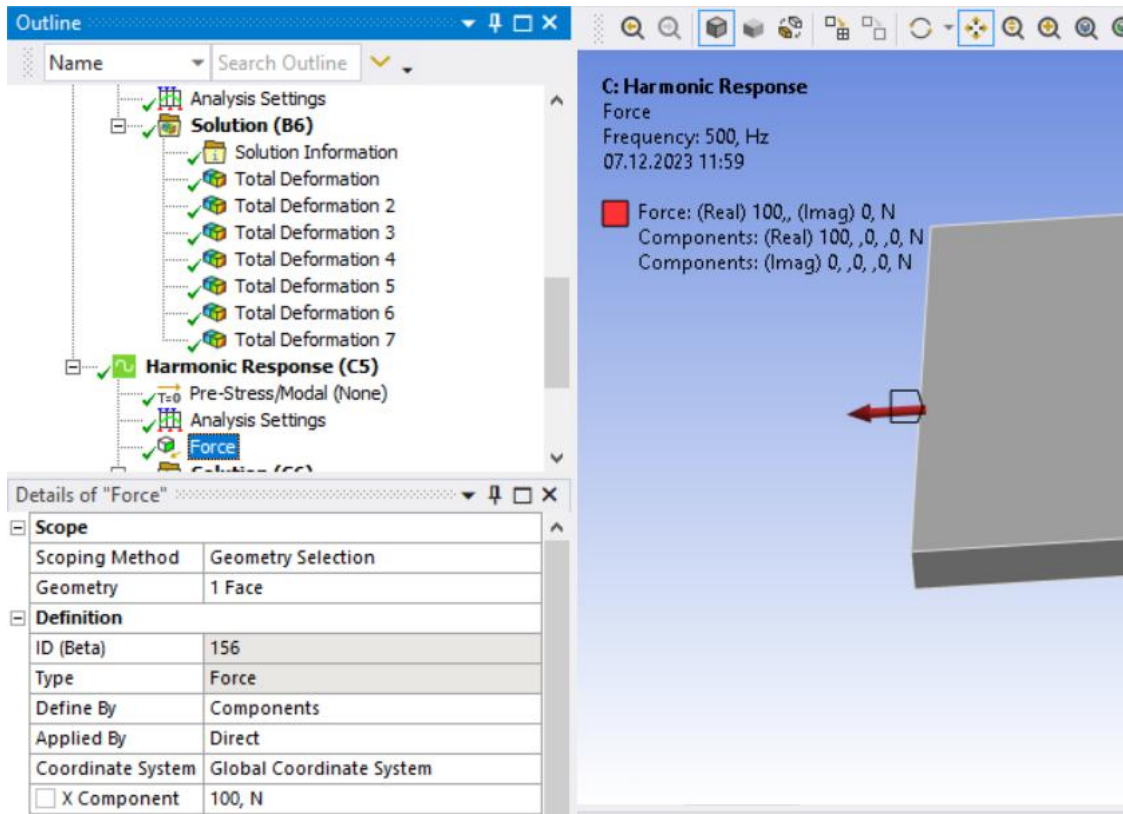 Outline
Name
Search Outline
Analysis Settings
Solution (B6)
Solution Information
Total Deformation
Total Deformation 2
Total Deformation 3
Total Deformation 4
Total Deformation 5
Total Deformation 6
Total Deformation 7
Harmonic Response (C5)
T=0 Pre-Stress/Modal (None)
Analysis Settings
Force
Details of "Force"
Scope
Scoping Method Geometry Selection
Geometry 1 Face
Definition
ID (Beta) 156
Type Force
Define By Components
Applied By Direct
Coordinate System Global Coordinate System
X Component 100, N
C: Harmonic Response
Force
Frequency: 500, Hz
07.12.2023 11:59
Force: (Real) 100,, (Imag) 0, N
Components: (Real) 100, ,0, ,0, N
Components: (Imag) 0, ,0, ,0, N